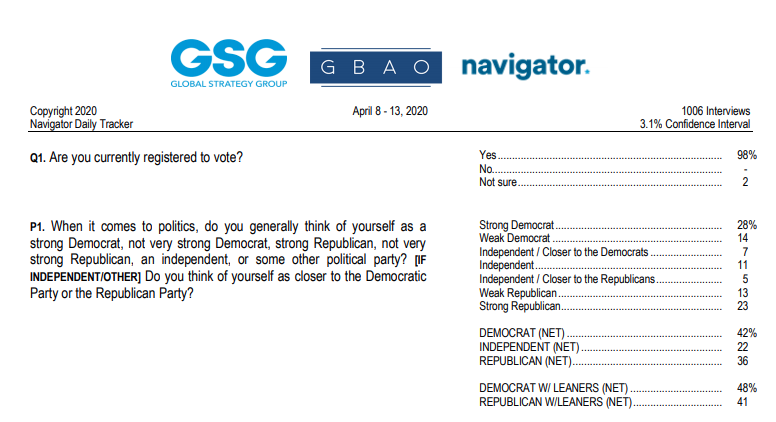 GSG
GLOBAL STRATEGY GROUP
GBAO
navigator.
Copyright 2020
Navigator Daily Tracker
April 8 - 13, 2020
1006 Interviews
3.1% Confidence Interval
Q1. Are you currently registered to vote?
Yes 98%
No -
Not sure 2
P1. When it comes to politics, do you generally think of yourself as a
strong Democrat, not very strong Democrat, strong Republican, not very
strong Republican, an independent, or some other political party? [IF
INDEPENDENT/OTHER] Do you think of yourself as closer to the Democratic
Party or the Republican Party?
Strong Democrat 28%
Weak Democrat 14
Independent / Closer to the Democrats 7
Independent 11
Independent / Closer to the Republicans 5
Weak Republican 13
Strong Republican 23
DEMOCRAT (NET) 42%
INDEPENDENT (NET) 22
REPUBLICAN (NET) 36
DEMOCRAT W/ LEANERS (NET) 48%
REPUBLICAN W/LEANERS (NET) 41